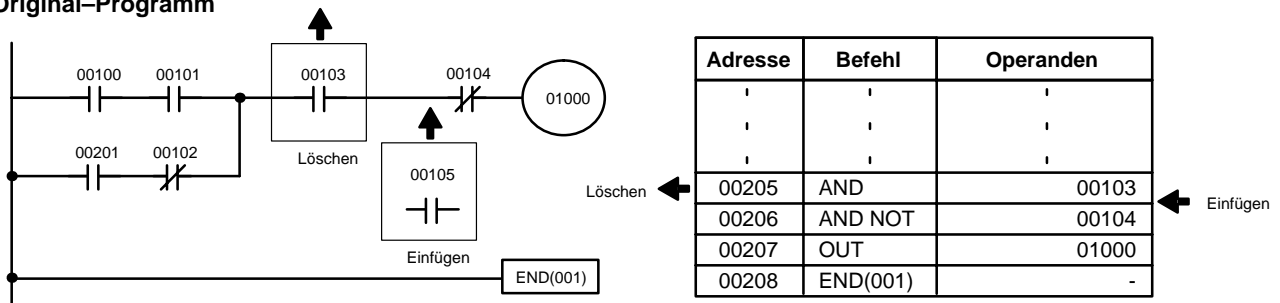 Original–Programm
00100 00101 00103 00104
01000
00201 00102
Löschen
00105
Einfügen
END(001)
Adresse Befehl Operanden
Löschen 00205 AND 00103
Einfügen
00206 AND NOT 00104
00207 OUT 01000
00208 END(001) -